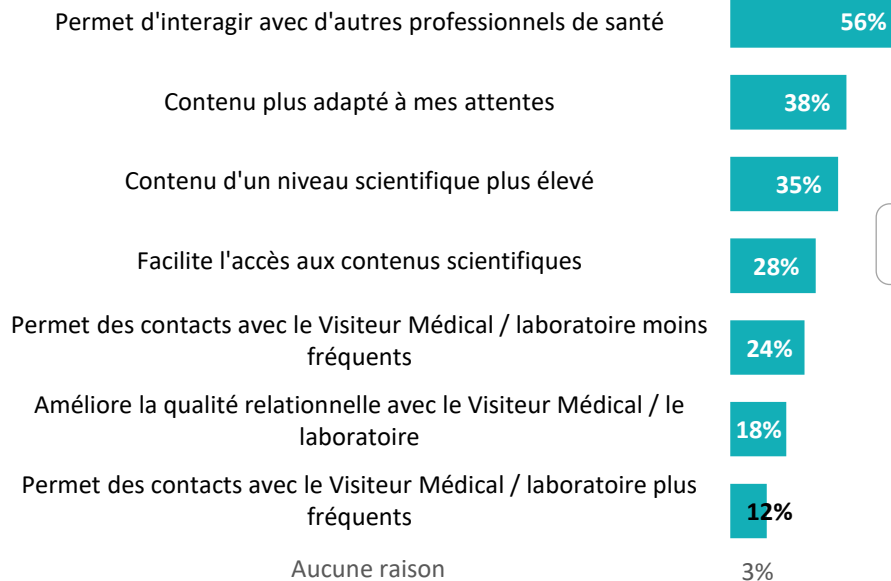 Permet d'interagir avec d'autres professionnels de santé 56%
Contenu plus adapté à mes attentes 38%
Contenu d'un niveau scientifique plus élevé 35%
Facilite l'accès aux contenus scientifiques 28%
Permet des contacts avec le Visiteur Médical / laboratoire moins
fréquents 24%
Améliore la qualité relationnelle avec le Visiteur Médical / le
laboratoire 18%
Permet des contacts avec le Visiteur Médical / laboratoire plus
fréquents 12%
Aucune raison 3%